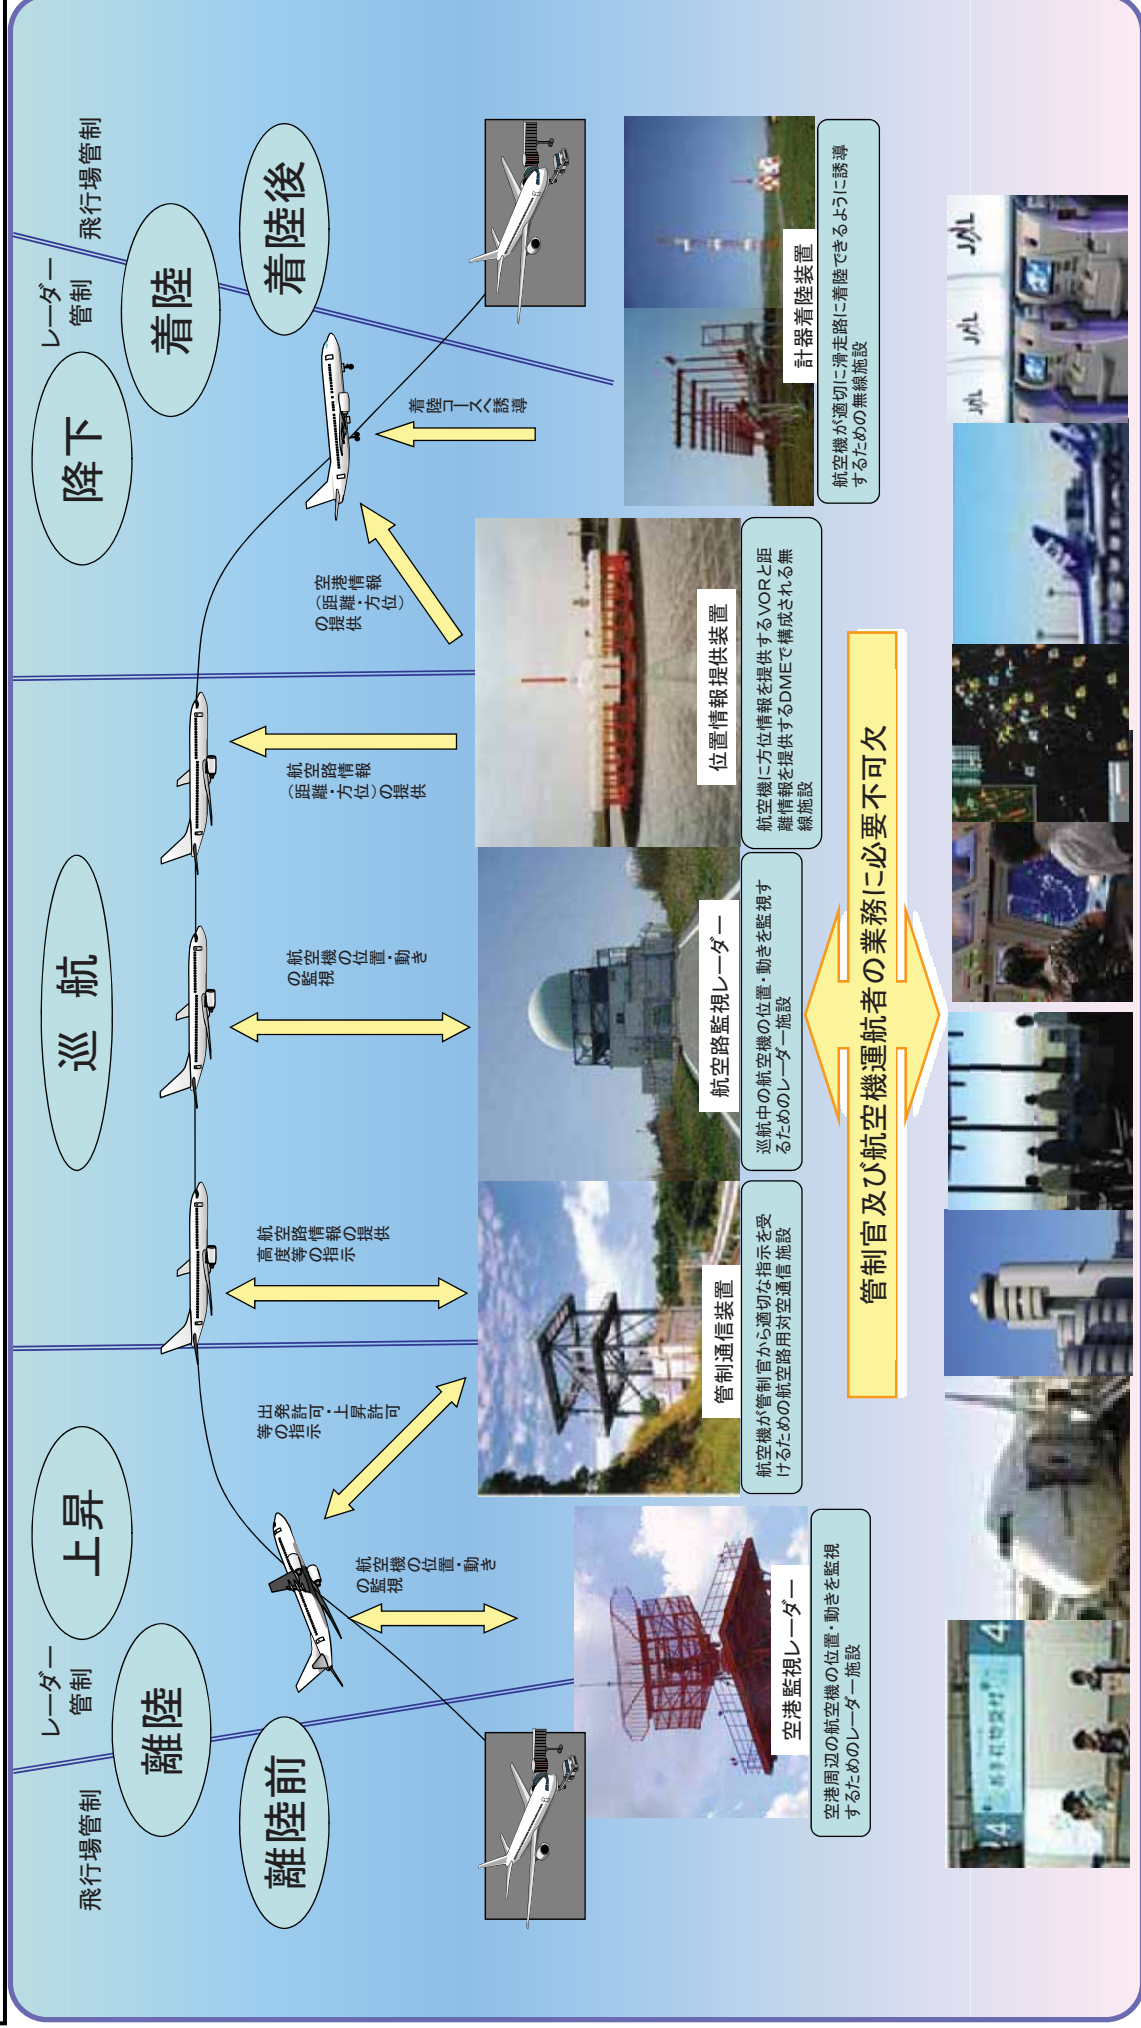 飛行場管制
レーダー
管制
レーダー
管制
飛行場管制
離陸前
離陸
上昇
巡 航
降下
着陸
着陸後
航空機の位置・動き
の監視
出発許可・上昇許可
等の指示
航空路情報の提供
高度等の指示
航空機の位置・動き
の監視
航空路情報
（距離・方位）の提供
空港情報
（距離・方位）
の提供
着陸コースへ誘導
空港監視レーダー
空港周辺の航空機の位置・動きを監視
するためのレーダー施設
管制通信装置
航空機が管制官から適切な指示を受
けるための航空路用対空通信施設
航空路監視レーダー
巡航中の航空機の位置・動きを監視す
るためのレーダー施設
位置情報提供装置
航空機に方位情報を提供するVORと距
離情報を提供するDMEで構成される無
線施設
計器着陸装置
航空機が適切に滑走路に着陸できるように誘導
するための無線施設
管制官及び航空機運航者の業務に必要不可欠
24
4
JAL
JAL
JAL